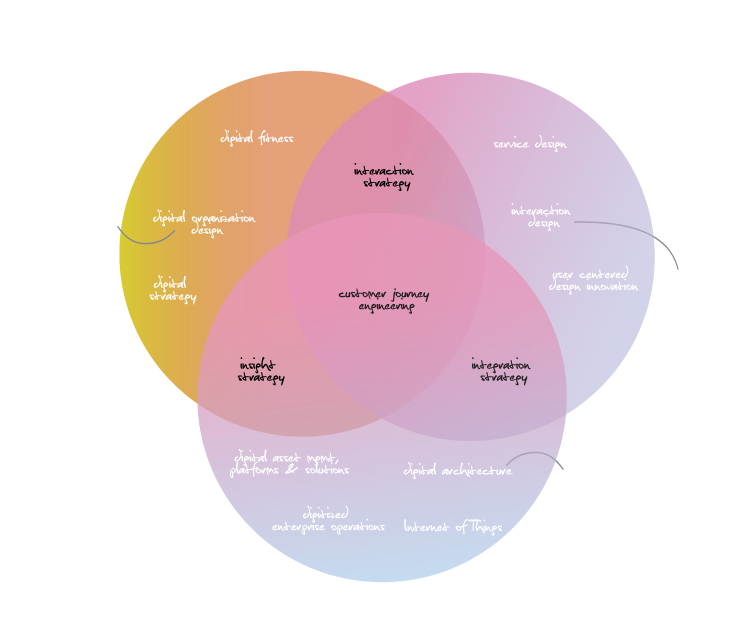 digital fitness
service design
interaction
strategy
digital organization
design
interaction
design
digital
strategy
user centered
design innovation
customer journey
engineering
insight
strategy
integration
strategy
digital asset mgmt,
platforms & solutions
digital architecture
digitized
enterprise operations
Internet of Things